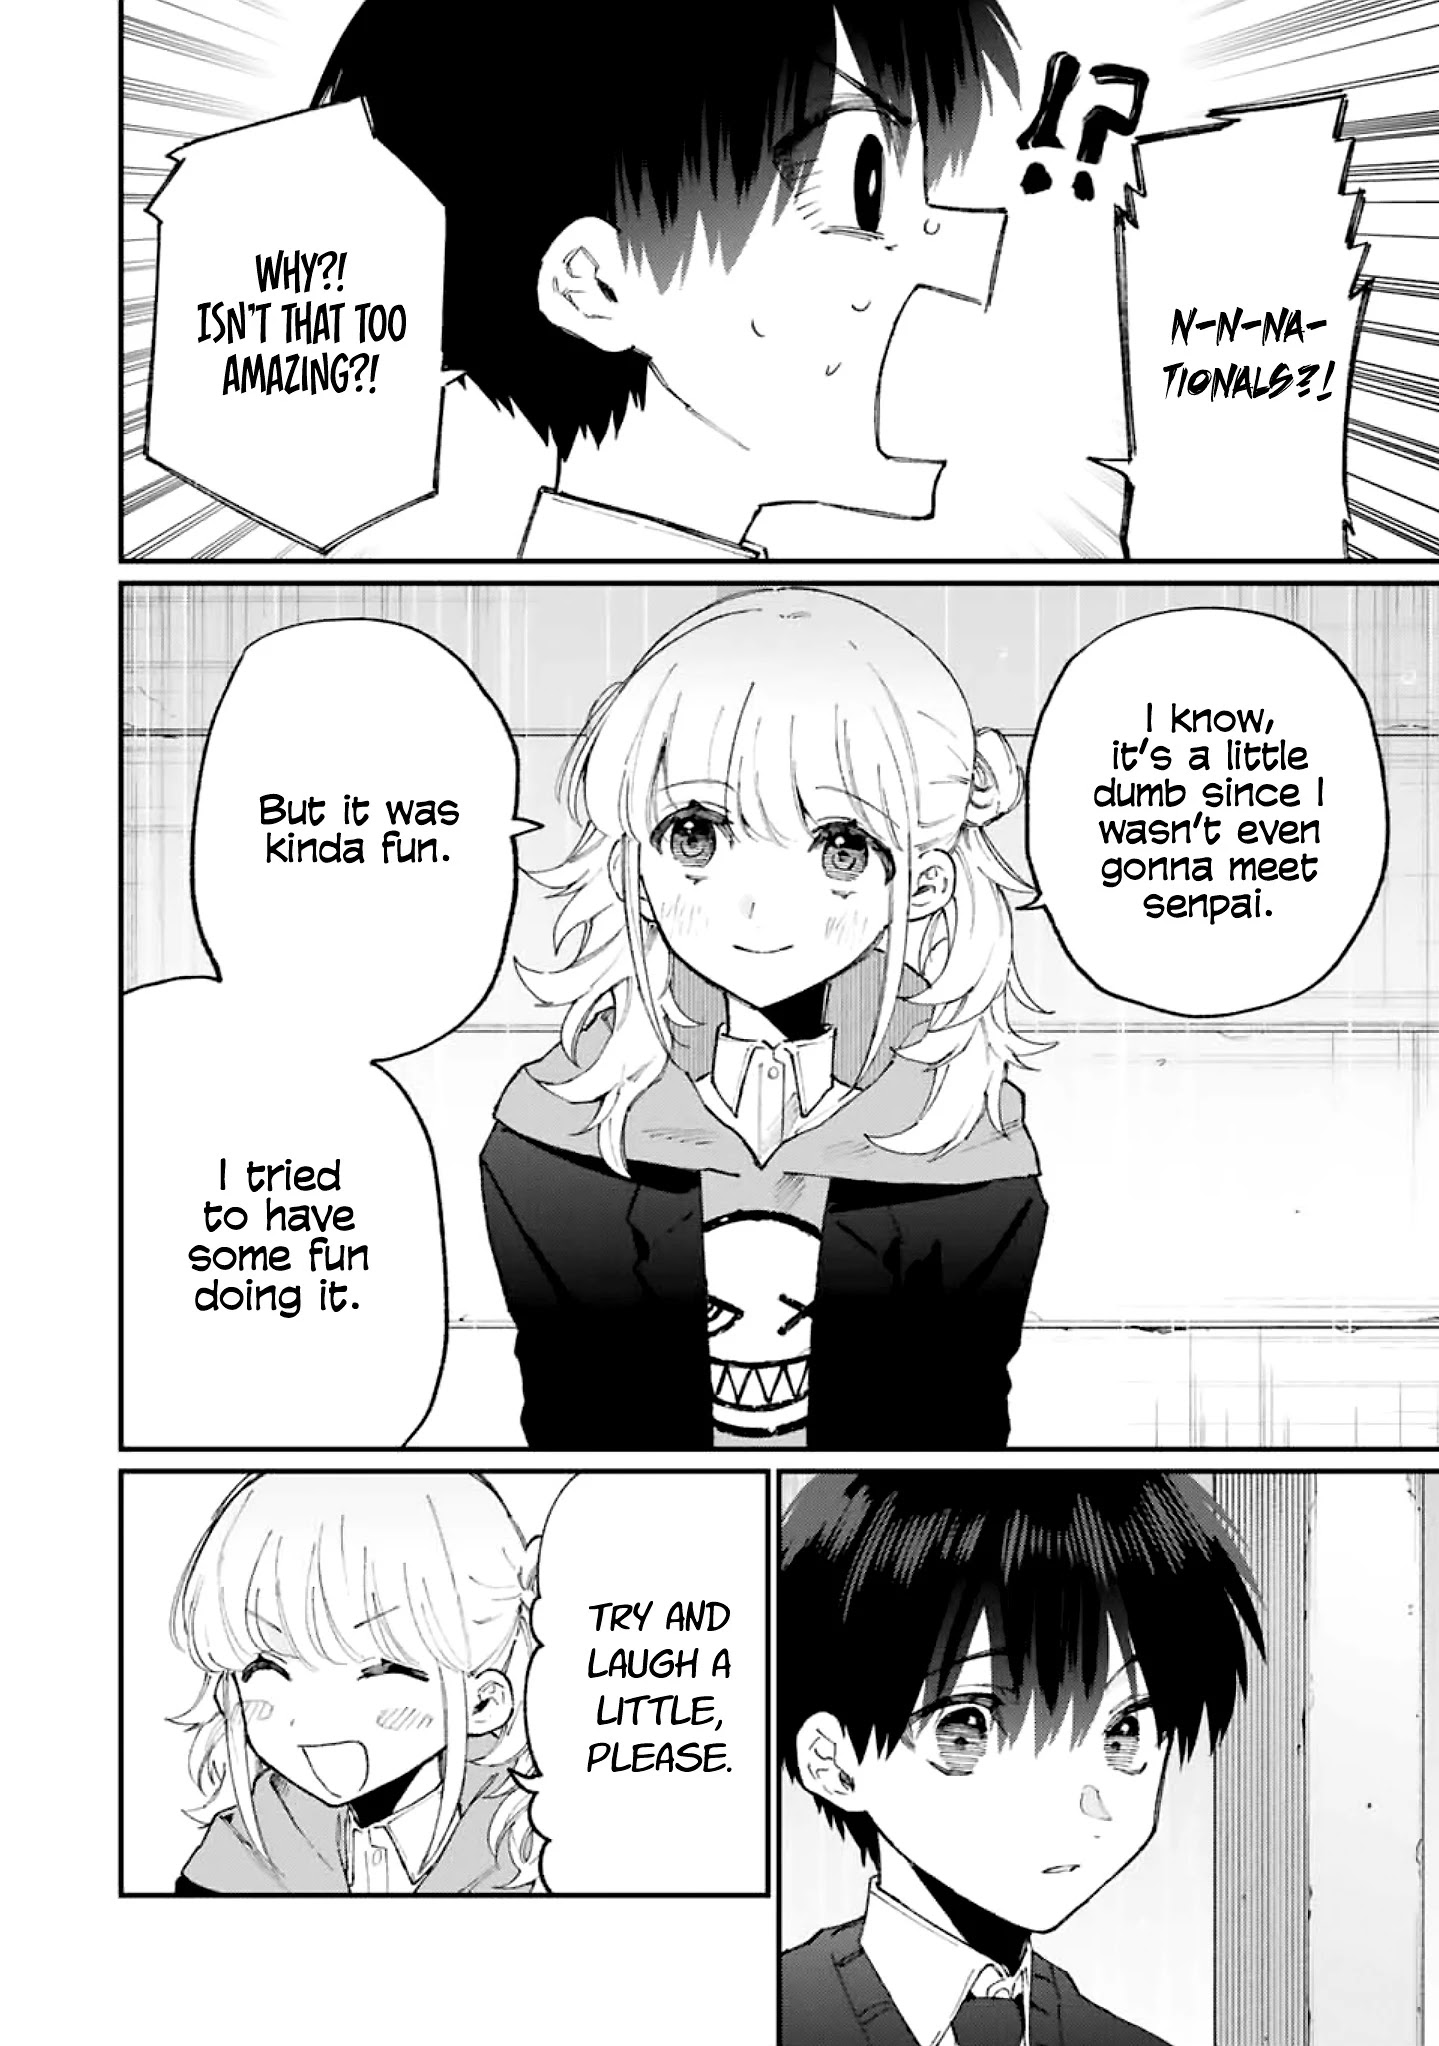 N-N-NA-
TIONALS?!
!?
WHY?!
ISN'T THAT TOO
AMAZING?!
I know,
it's a little
dumb since I
wasn't even
gonna meet
senpai.
But it was
kinda fun.
I tried
to have
some fun
doing it.
TRY AND
LAUGH A
LITTLE,
PLEASE.